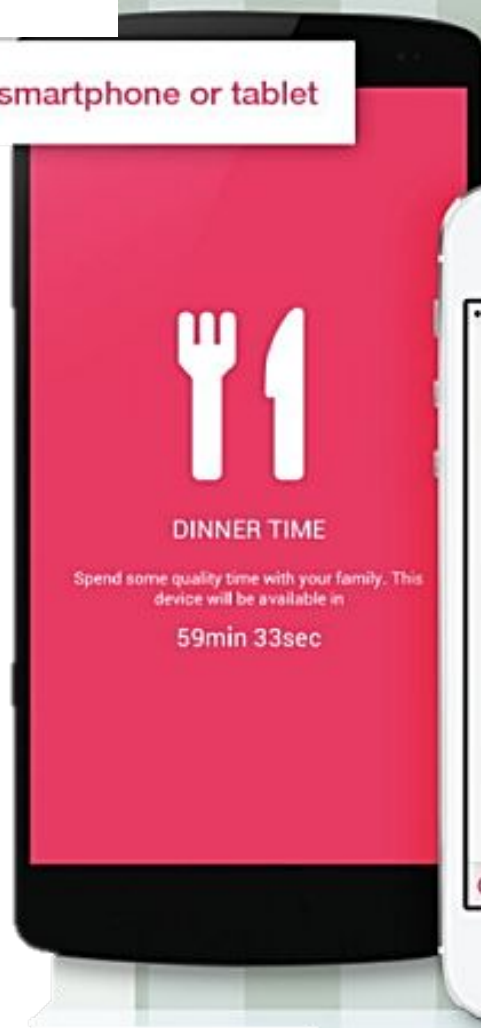 smartphone or tablet
DINNER TIME
Spend some quality time with your family. This
device will be available in
59min 33sec